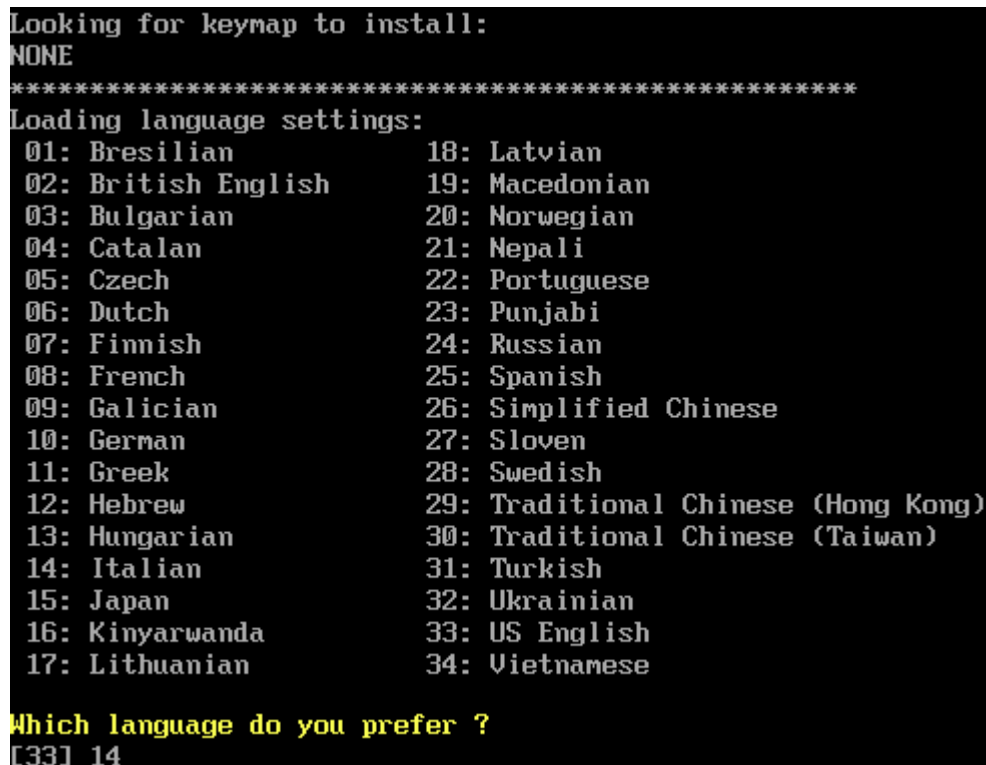 Looking for keymap to install:
NONE
*****************************************************
Loading language settings:
01: Bresilian 18: Latvian
02: British English 19: Macedonian
03: Bulgarian 20: Norwegian
04: Catalan 21: Nepali
05: Czech 22: Portuguese
06: Dutch 23: Punjabi
07: Finnish 24: Russian
08: French 25: Spanish
09: Galician 26: Simplified Chinese
10: German 27: Sloven
11: Greek 28: Swedish
12: Hebrew 29: Traditional Chinese (Hong Kong)
13: Hungarian 30: Traditional Chinese (Taiwan)
14: Italian 31: Turkish
15: Japan 32: Ukrainian
16: Kinyarwanda 33: US English
17: Lithuanian 34: Vietnamese
Which language do you prefer ?
[33] 14